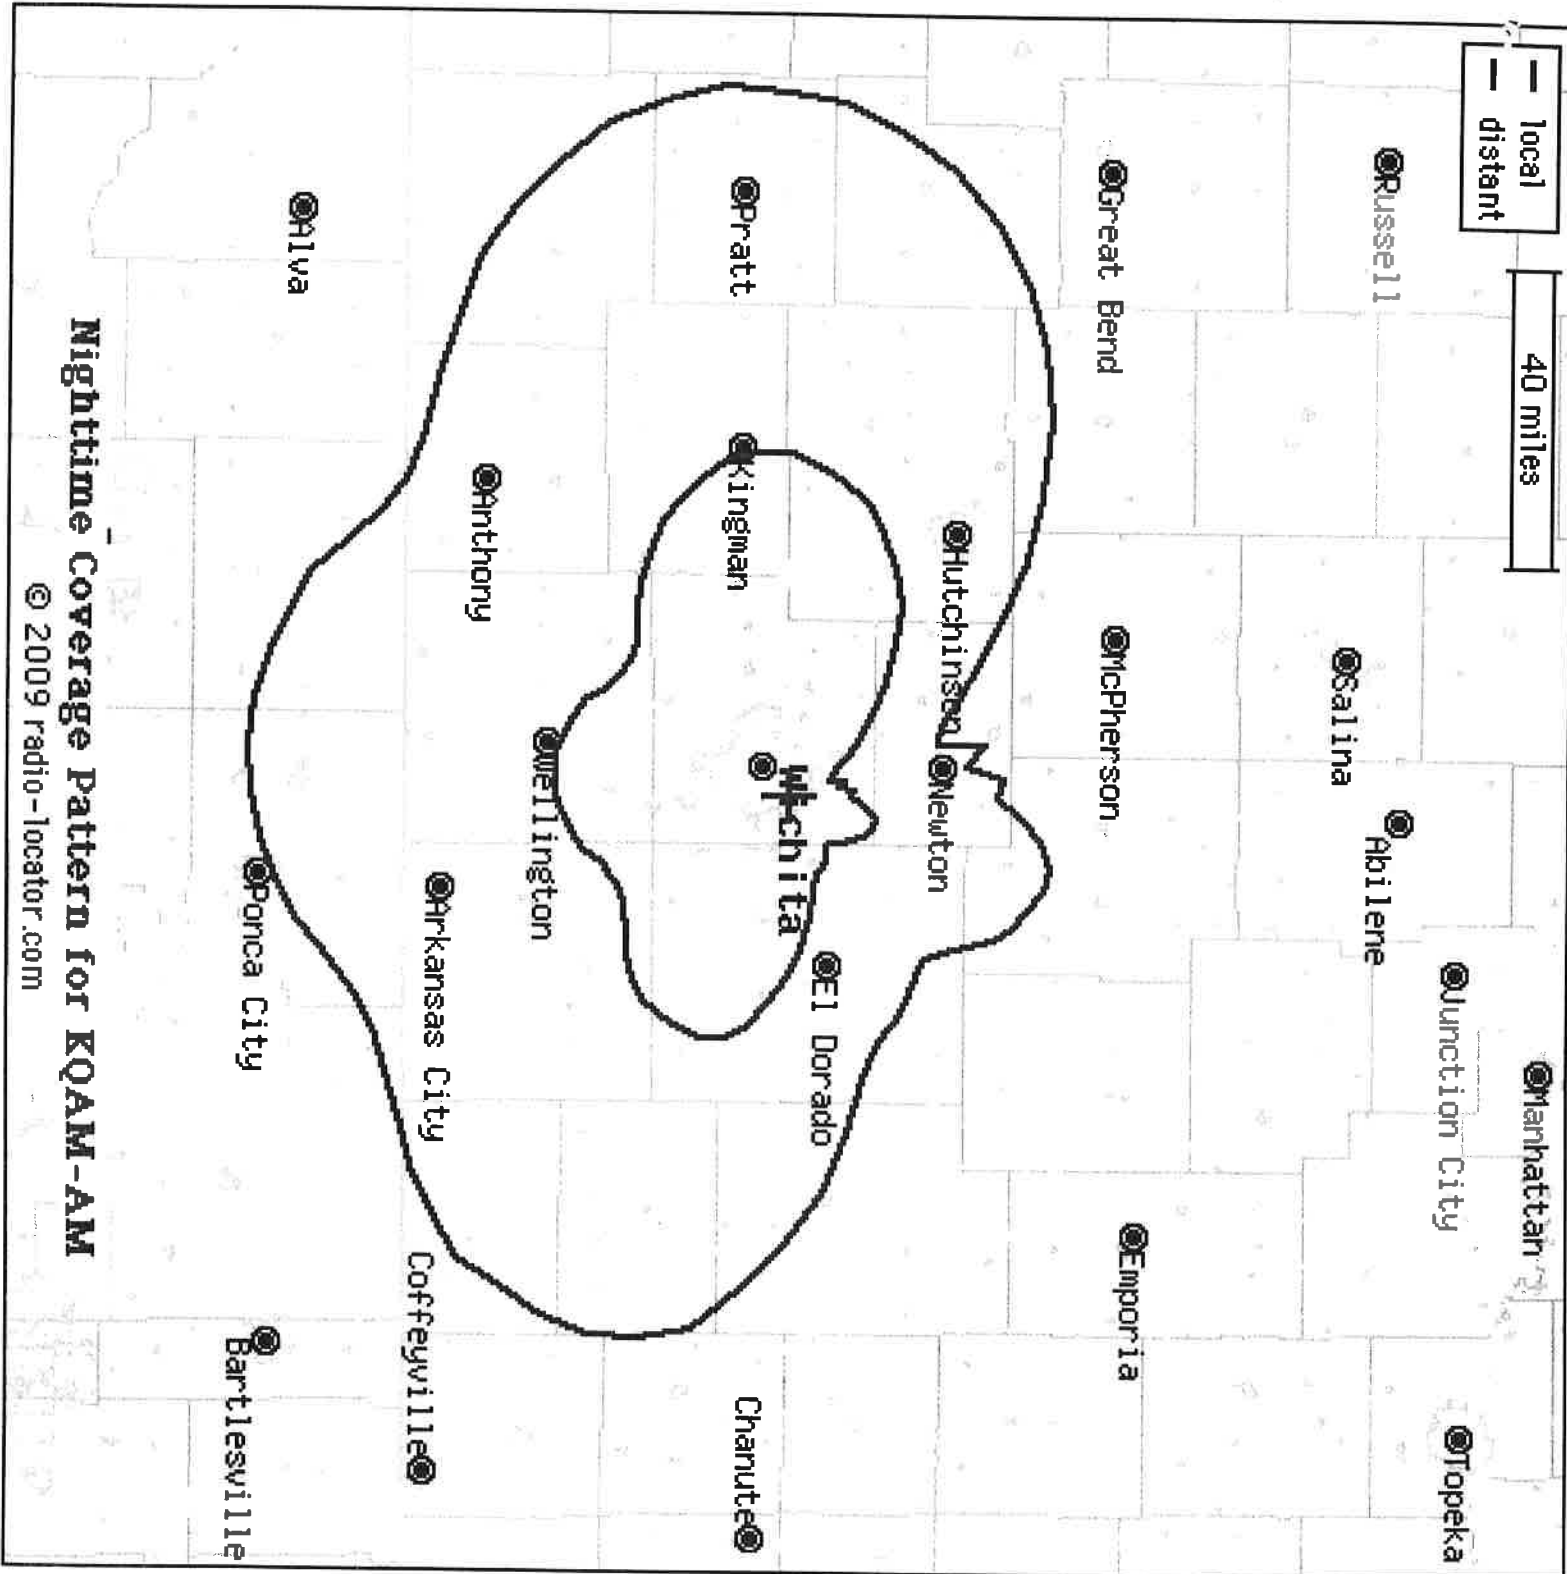 local
distant
40 miles
Manhattan
Russell
Junction City
Topeka
Abilene
Salina
Great Bend
McPherson
Emporia
Hutchinson
Newton
El Dorado
Wichita
Pratt
Kingman
Chanute
Wellington
Anthony
Arkansas City
Coffeyville
Alva
Ponca City
Bartlesville
Nighttime Coverage Pattern for KQAM-AM
© 2009 radio-locator.com